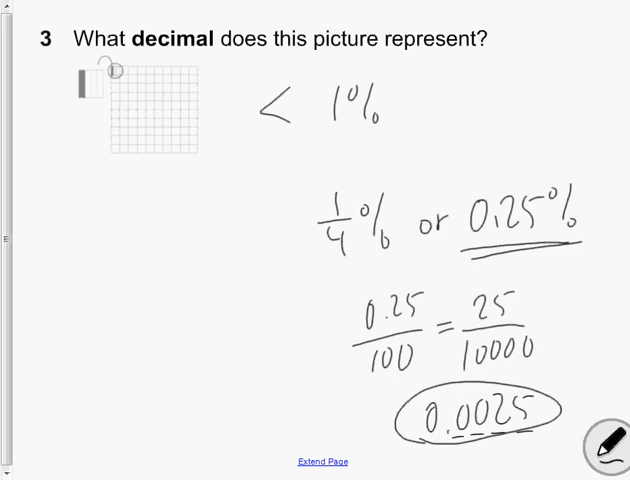 3 What decimal does this picture represent?
< 1%
1/4 % or 0.25%
0.25/100 = 25/10000
0.0025
Extend Page